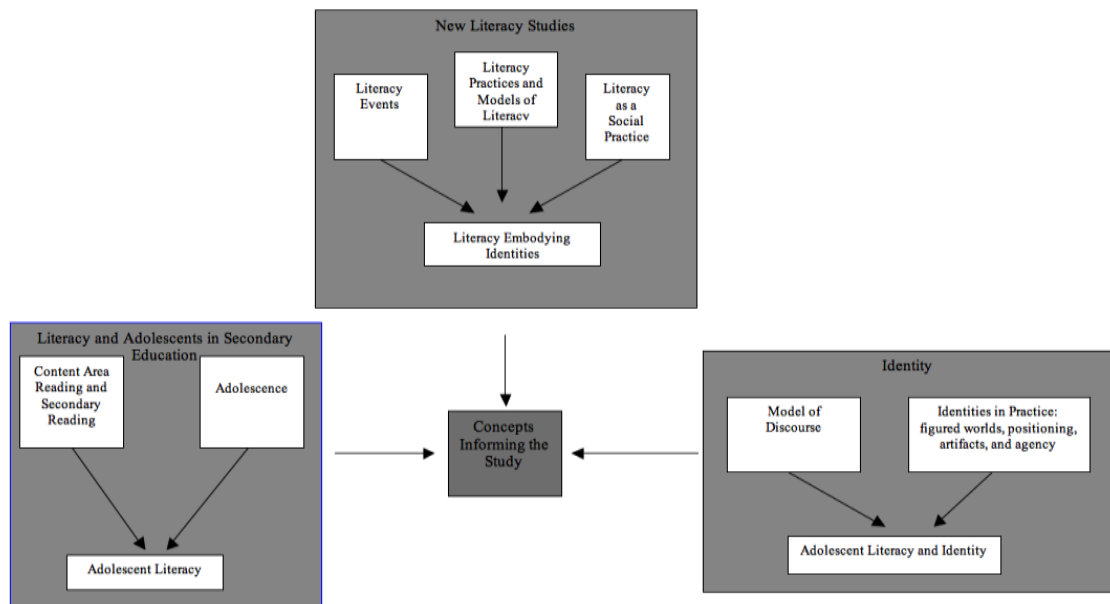 New Literacy Studies
Literacy
Events
Literacy
Practices and
Models of
Literacy
Literacy
as a
Social
Practice
Literacy Embodying
Identities
Literacy and Adolescents in Secondary
Education
Content Area
Reading and
Secondary
Reading
Adolescence
Adolescent Literacy
Concepts
Informing the
Study
Identity
Model of
Discourse
Identities in Practice:
figured worlds, positioning,
artifacts, and agency
Adolescent Literacy and Identity